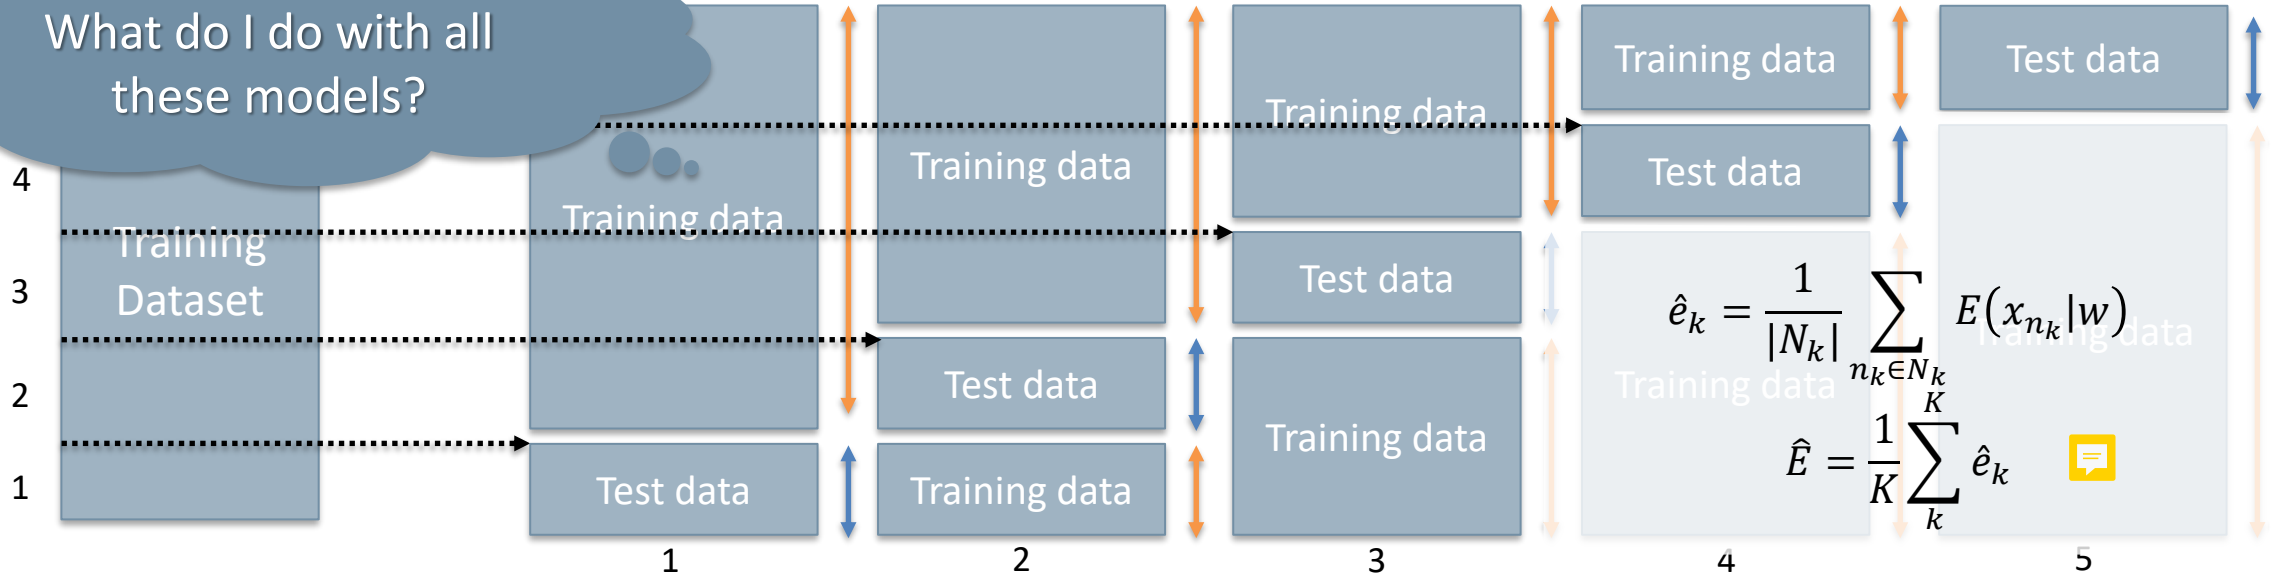 What do I do with all
these models?
4
3
2
1
Training
Dataset
Training data
Test data
1
Training data
Test data
Training data
2
Training data
Test data
Training data
3
Training data
Test data
Training data
4
Test data
Training data
5
ê_k = 1/|N_k| ∑_{n_k∈N_k} E(x_{n_k}|w)
Ê = 1/K ∑_k^K ê_k